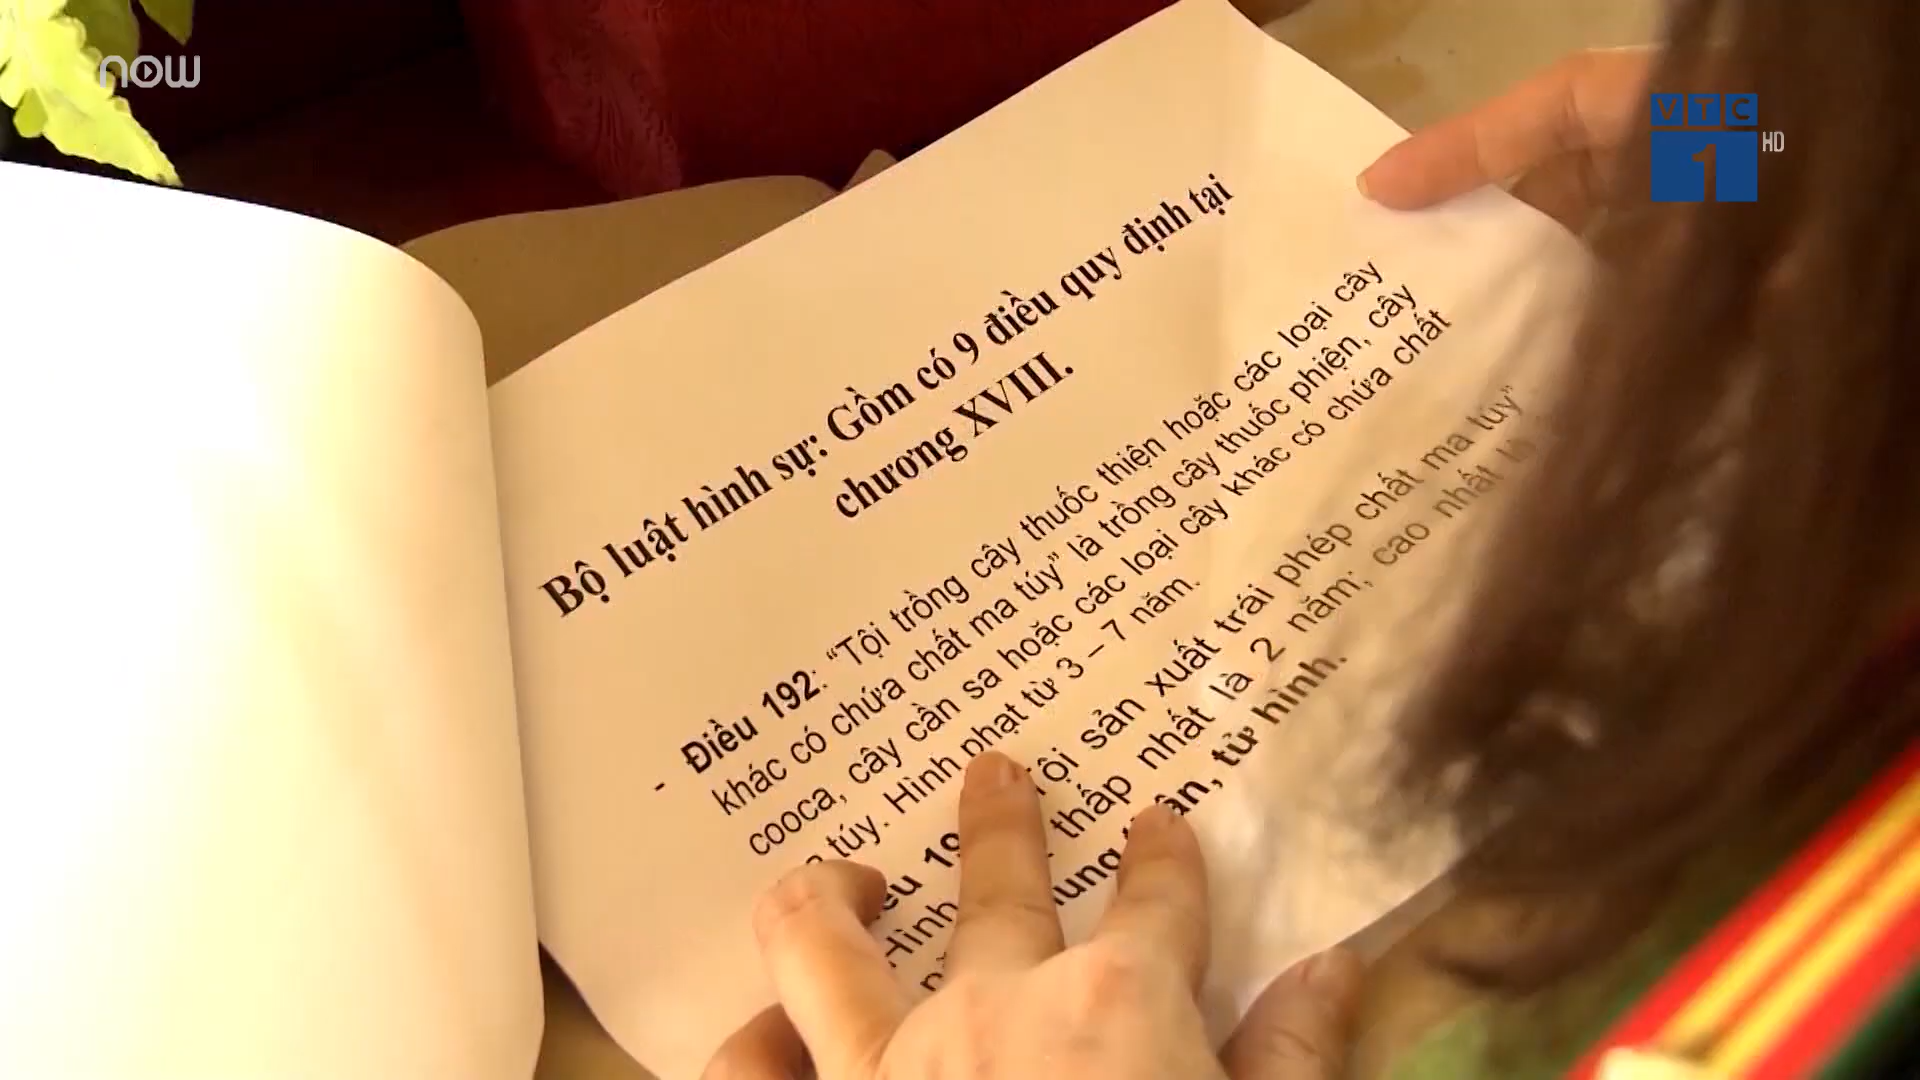 now
VTC
1
HD
Bộ luật hình sự: Gồm có 9 điều quy định tại
chương XVIII.
- Điều 192: “Tội trồng cây thuốc thiện hoặc các loại cây
khác có chứa chất ma túy” là trồng cây thuốc phiện, cây
cooca, cây cần sa hoặc các loại cây khác có chứa chất
túy. Hình phạt từ 3 – 7 năm.
sản xuất trái phép chất ma túy”
Hình thấp nhất là 2 năm; cao nhất là
tử hình.